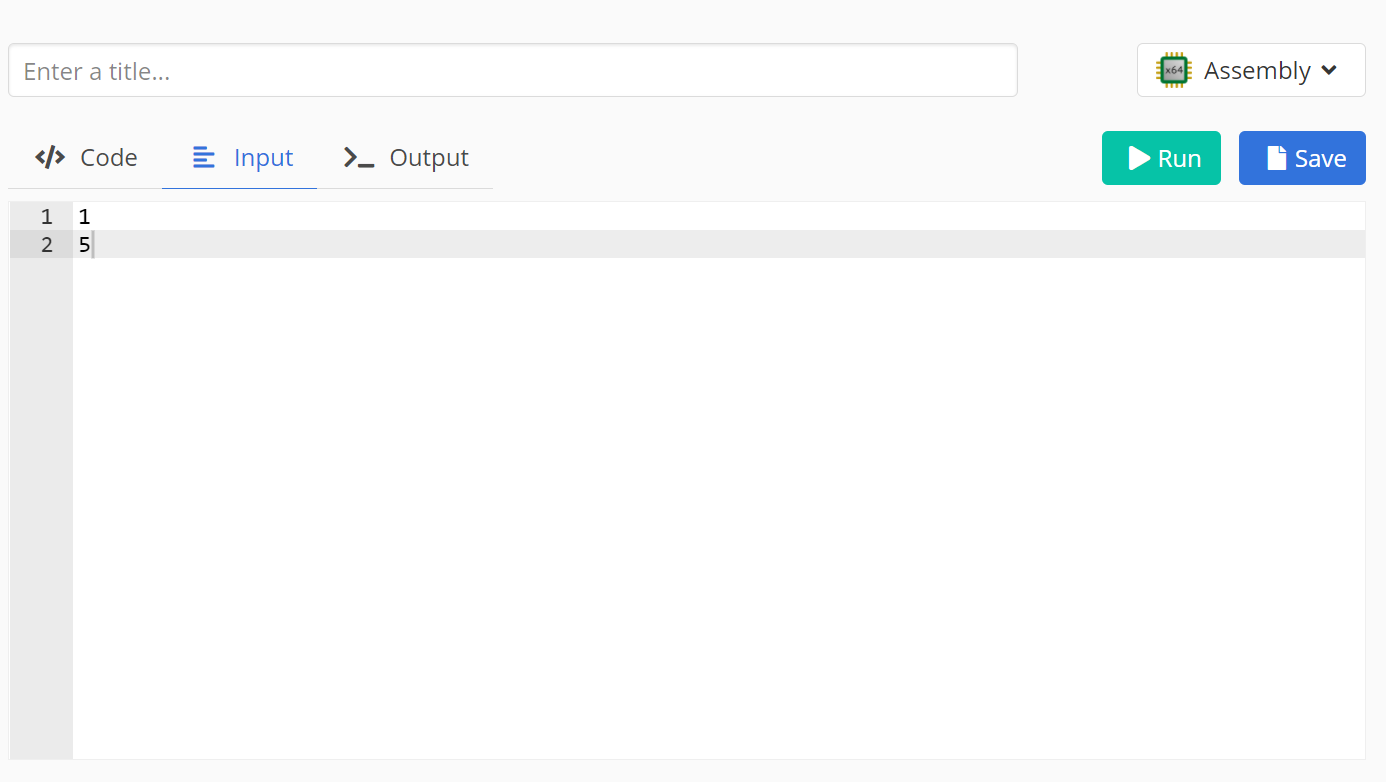 Enter a title...
x64 Assembly
Code Input Output
Run Save
1 1
2 5